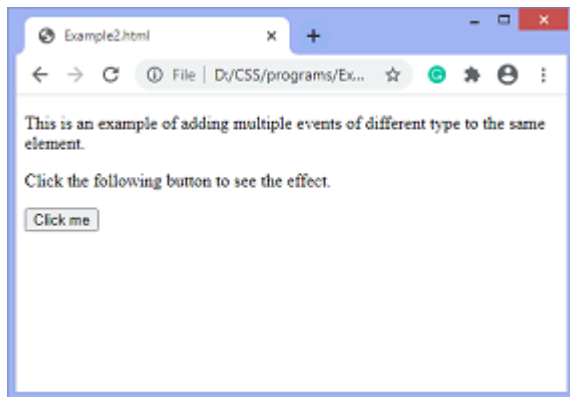 Example2.html
File | D:/CSS/programs/Ex...
This is an example of adding multiple events of different type to the same
element.
Click the following button to see the effect.
Click me